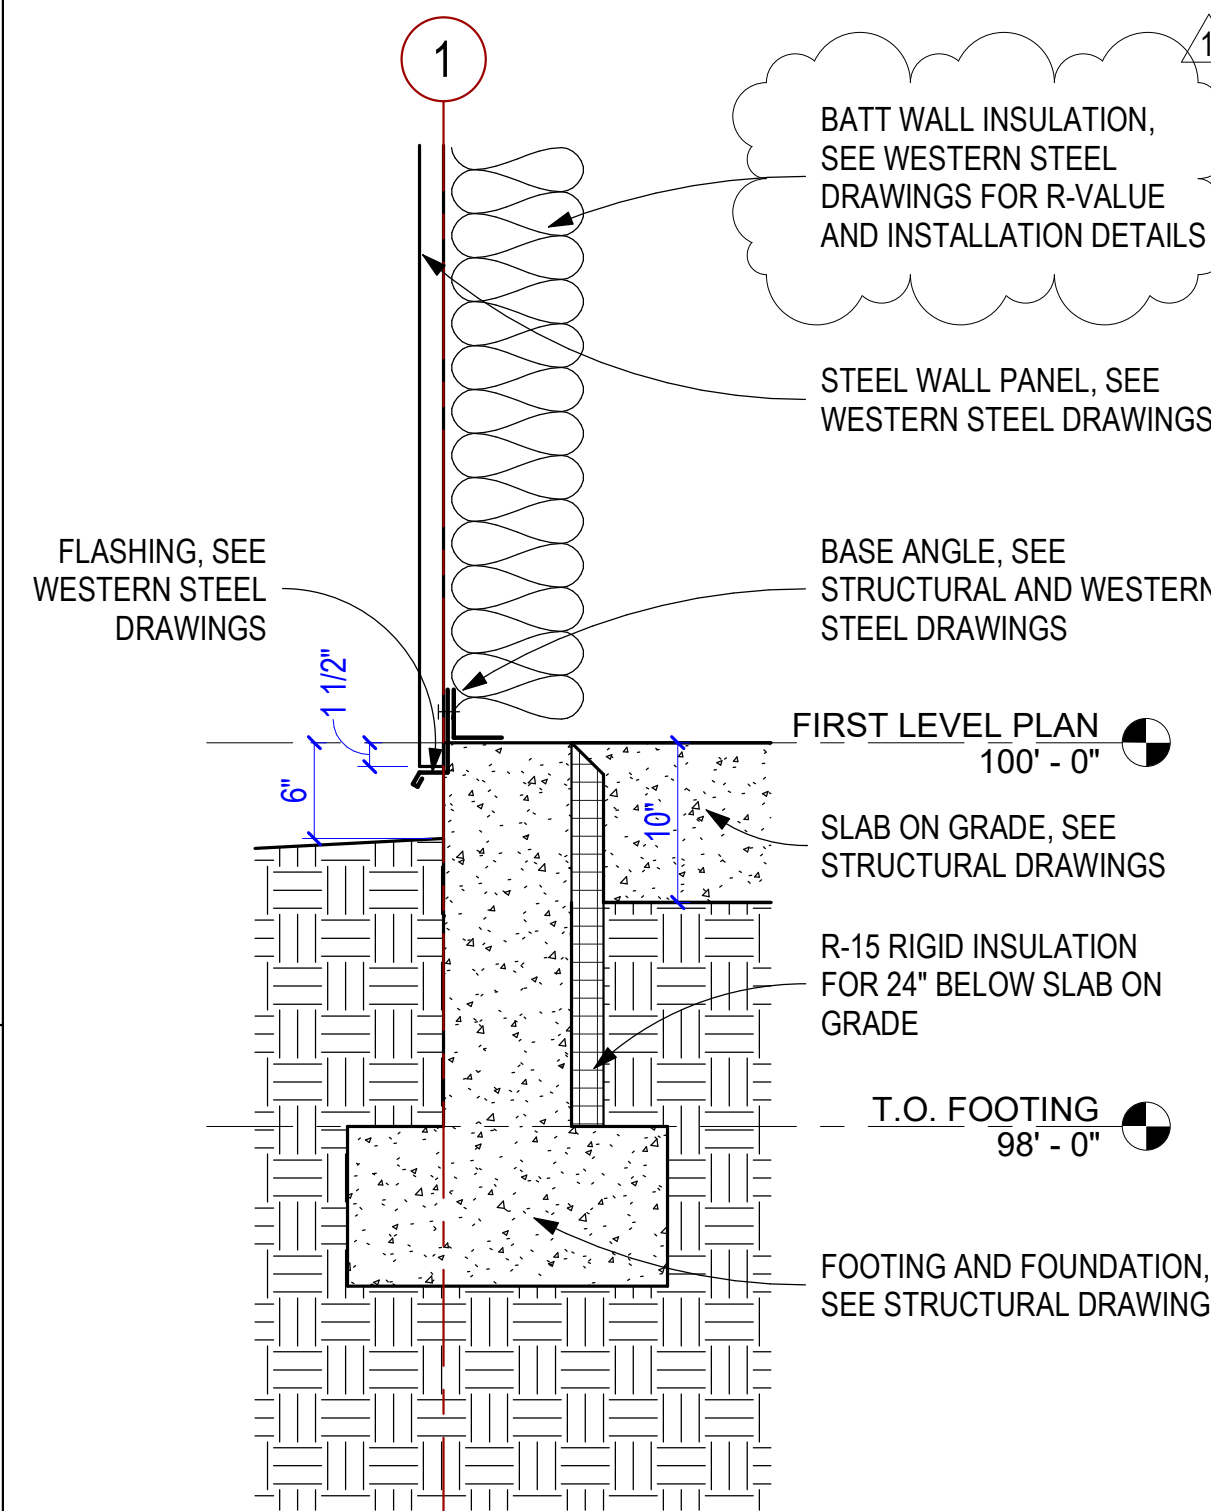 1
1
BATT WALL INSULATION,
SEE WESTERN STEEL
DRAWINGS FOR R-VALUE
AND INSTALLATION DETAILS
STEEL WALL PANEL, SEE
WESTERN STEEL DRAWINGS
FLASHING, SEE
WESTERN STEEL
DRAWINGS
BASE ANGLE, SEE
STRUCTURAL AND WESTERN
STEEL DRAWINGS
1 1/2"
6"
10"
FIRST LEVEL PLAN
100' - 0"
SLAB ON GRADE, SEE
STRUCTURAL DRAWINGS
R-15 RIGID INSULATION
FOR 24" BELOW SLAB ON
GRADE
T.O. FOOTING
98' - 0"
FOOTING AND FOUNDATION,
SEE STRUCTURAL DRAWING